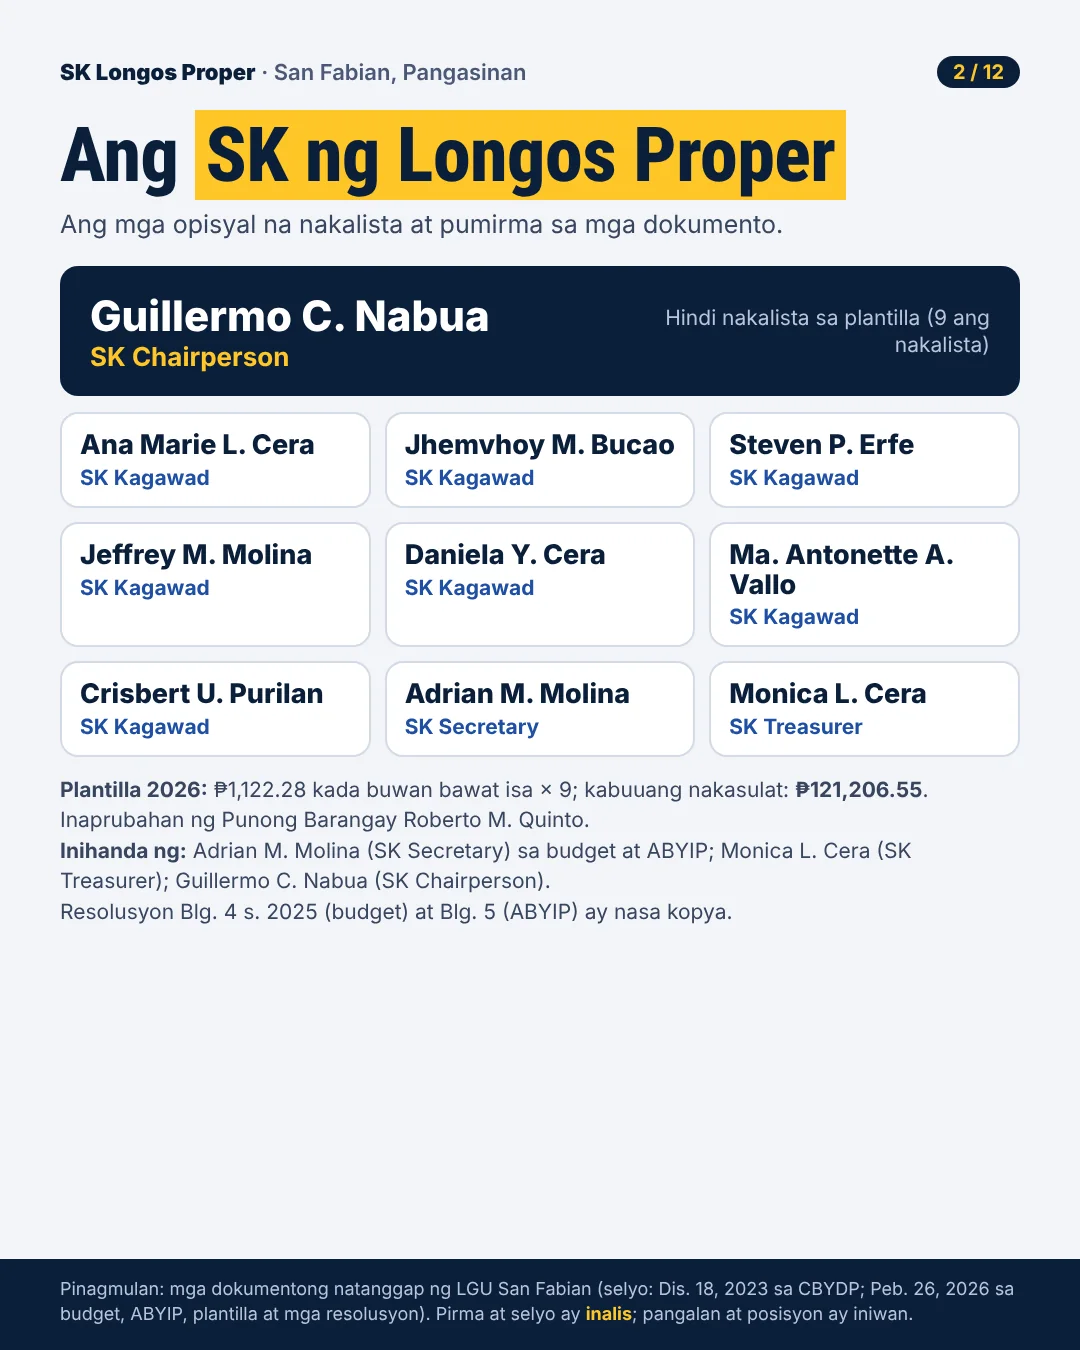 SK Longos Proper · San Fabian, Pangasinan
2 / 12
Ang SK ng Longos Proper
Ang mga opisyal na nakalista at pumirma sa mga dokumento.
Guillermo C. Nabua
SK Chairperson
Hindi nakalista sa plantilla (9 ang
nakalista)
Ana Marie L. Cera
SK Kagawad
Jhemvhoy M. Bucao
SK Kagawad
Steven P. Erfe
SK Kagawad
Jeffrey M. Molina
SK Kagawad
Daniela Y. Cera
SK Kagawad
Ma. Antonette A.
Vallo
SK Kagawad
Crisbert U. Purilan
SK Kagawad
Adrian M. Molina
SK Secretary
Monica L. Cera
SK Treasurer
Plantilla 2026: ₱1,122.28 kada buwan bawat isa × 9; kabuuang nakasulat: ₱121,206.55.
Inaprubahan ng Punong Barangay Roberto M. Quinto.
Inihanda ng: Adrian M. Molina (SK Secretary) sa budget at ABYIP; Monica L. Cera (SK
Treasurer); Guillermo C. Nabua (SK Chairperson).
Resolusyon Blg. 4 s. 2025 (budget) at Blg. 5 (ABYIP) ay nasa kopya.
Pinagmulan: mga dokumentong natanggap ng LGU San Fabian (selyo: Dis. 18, 2023 sa CBYDP; Peb. 26, 2026 sa
budget, ABYIP, plantilla at mga resolusyon). Pirma at selyo ay inalis; pangalan at posisyon ay iniwan.